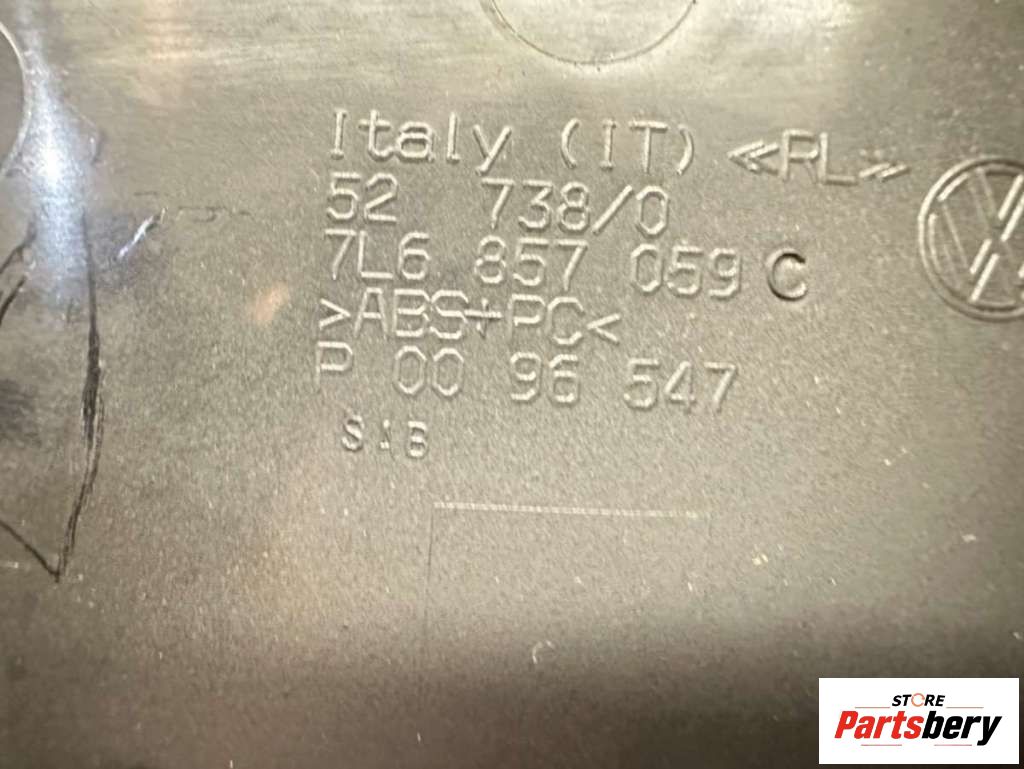 Italy (IT) «RL»
52 738/0
7L6 857 059 C
>ABS+PC<
P 00 96 547
STORE
Partsbery